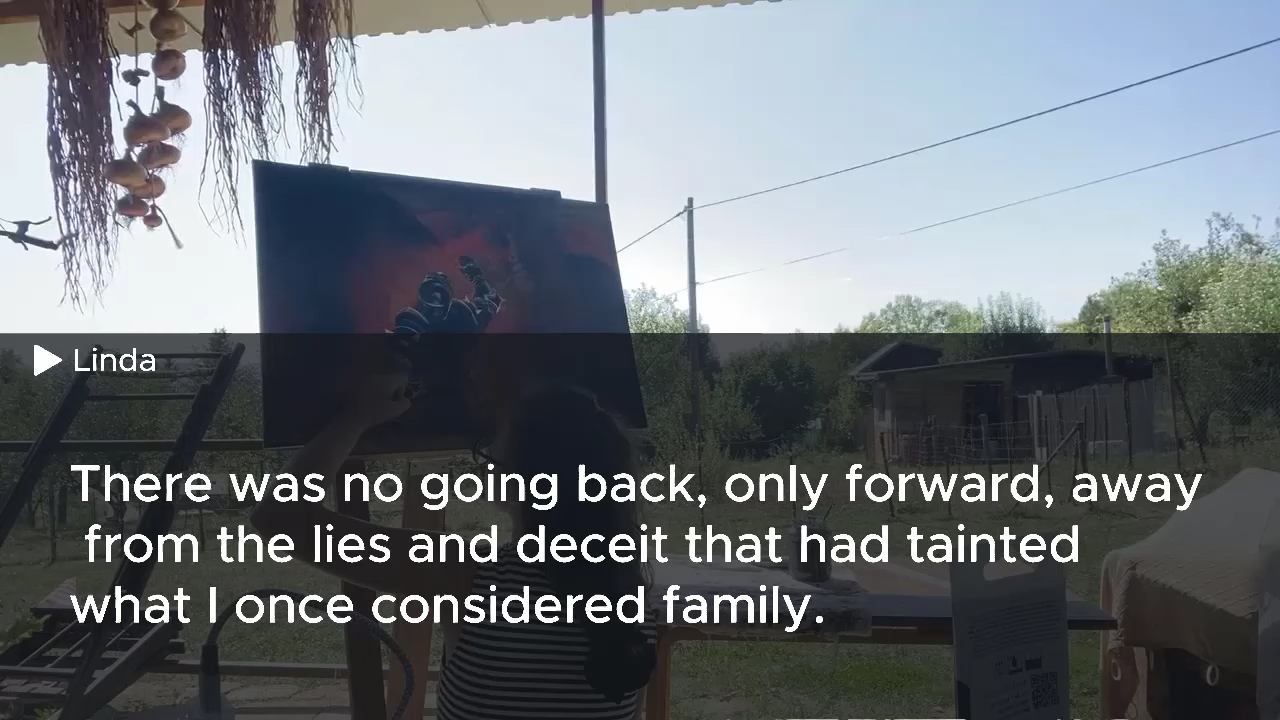 Linda
There was no going back, only forward, away
from the lies and deceit that had tainted
what I once considered family.